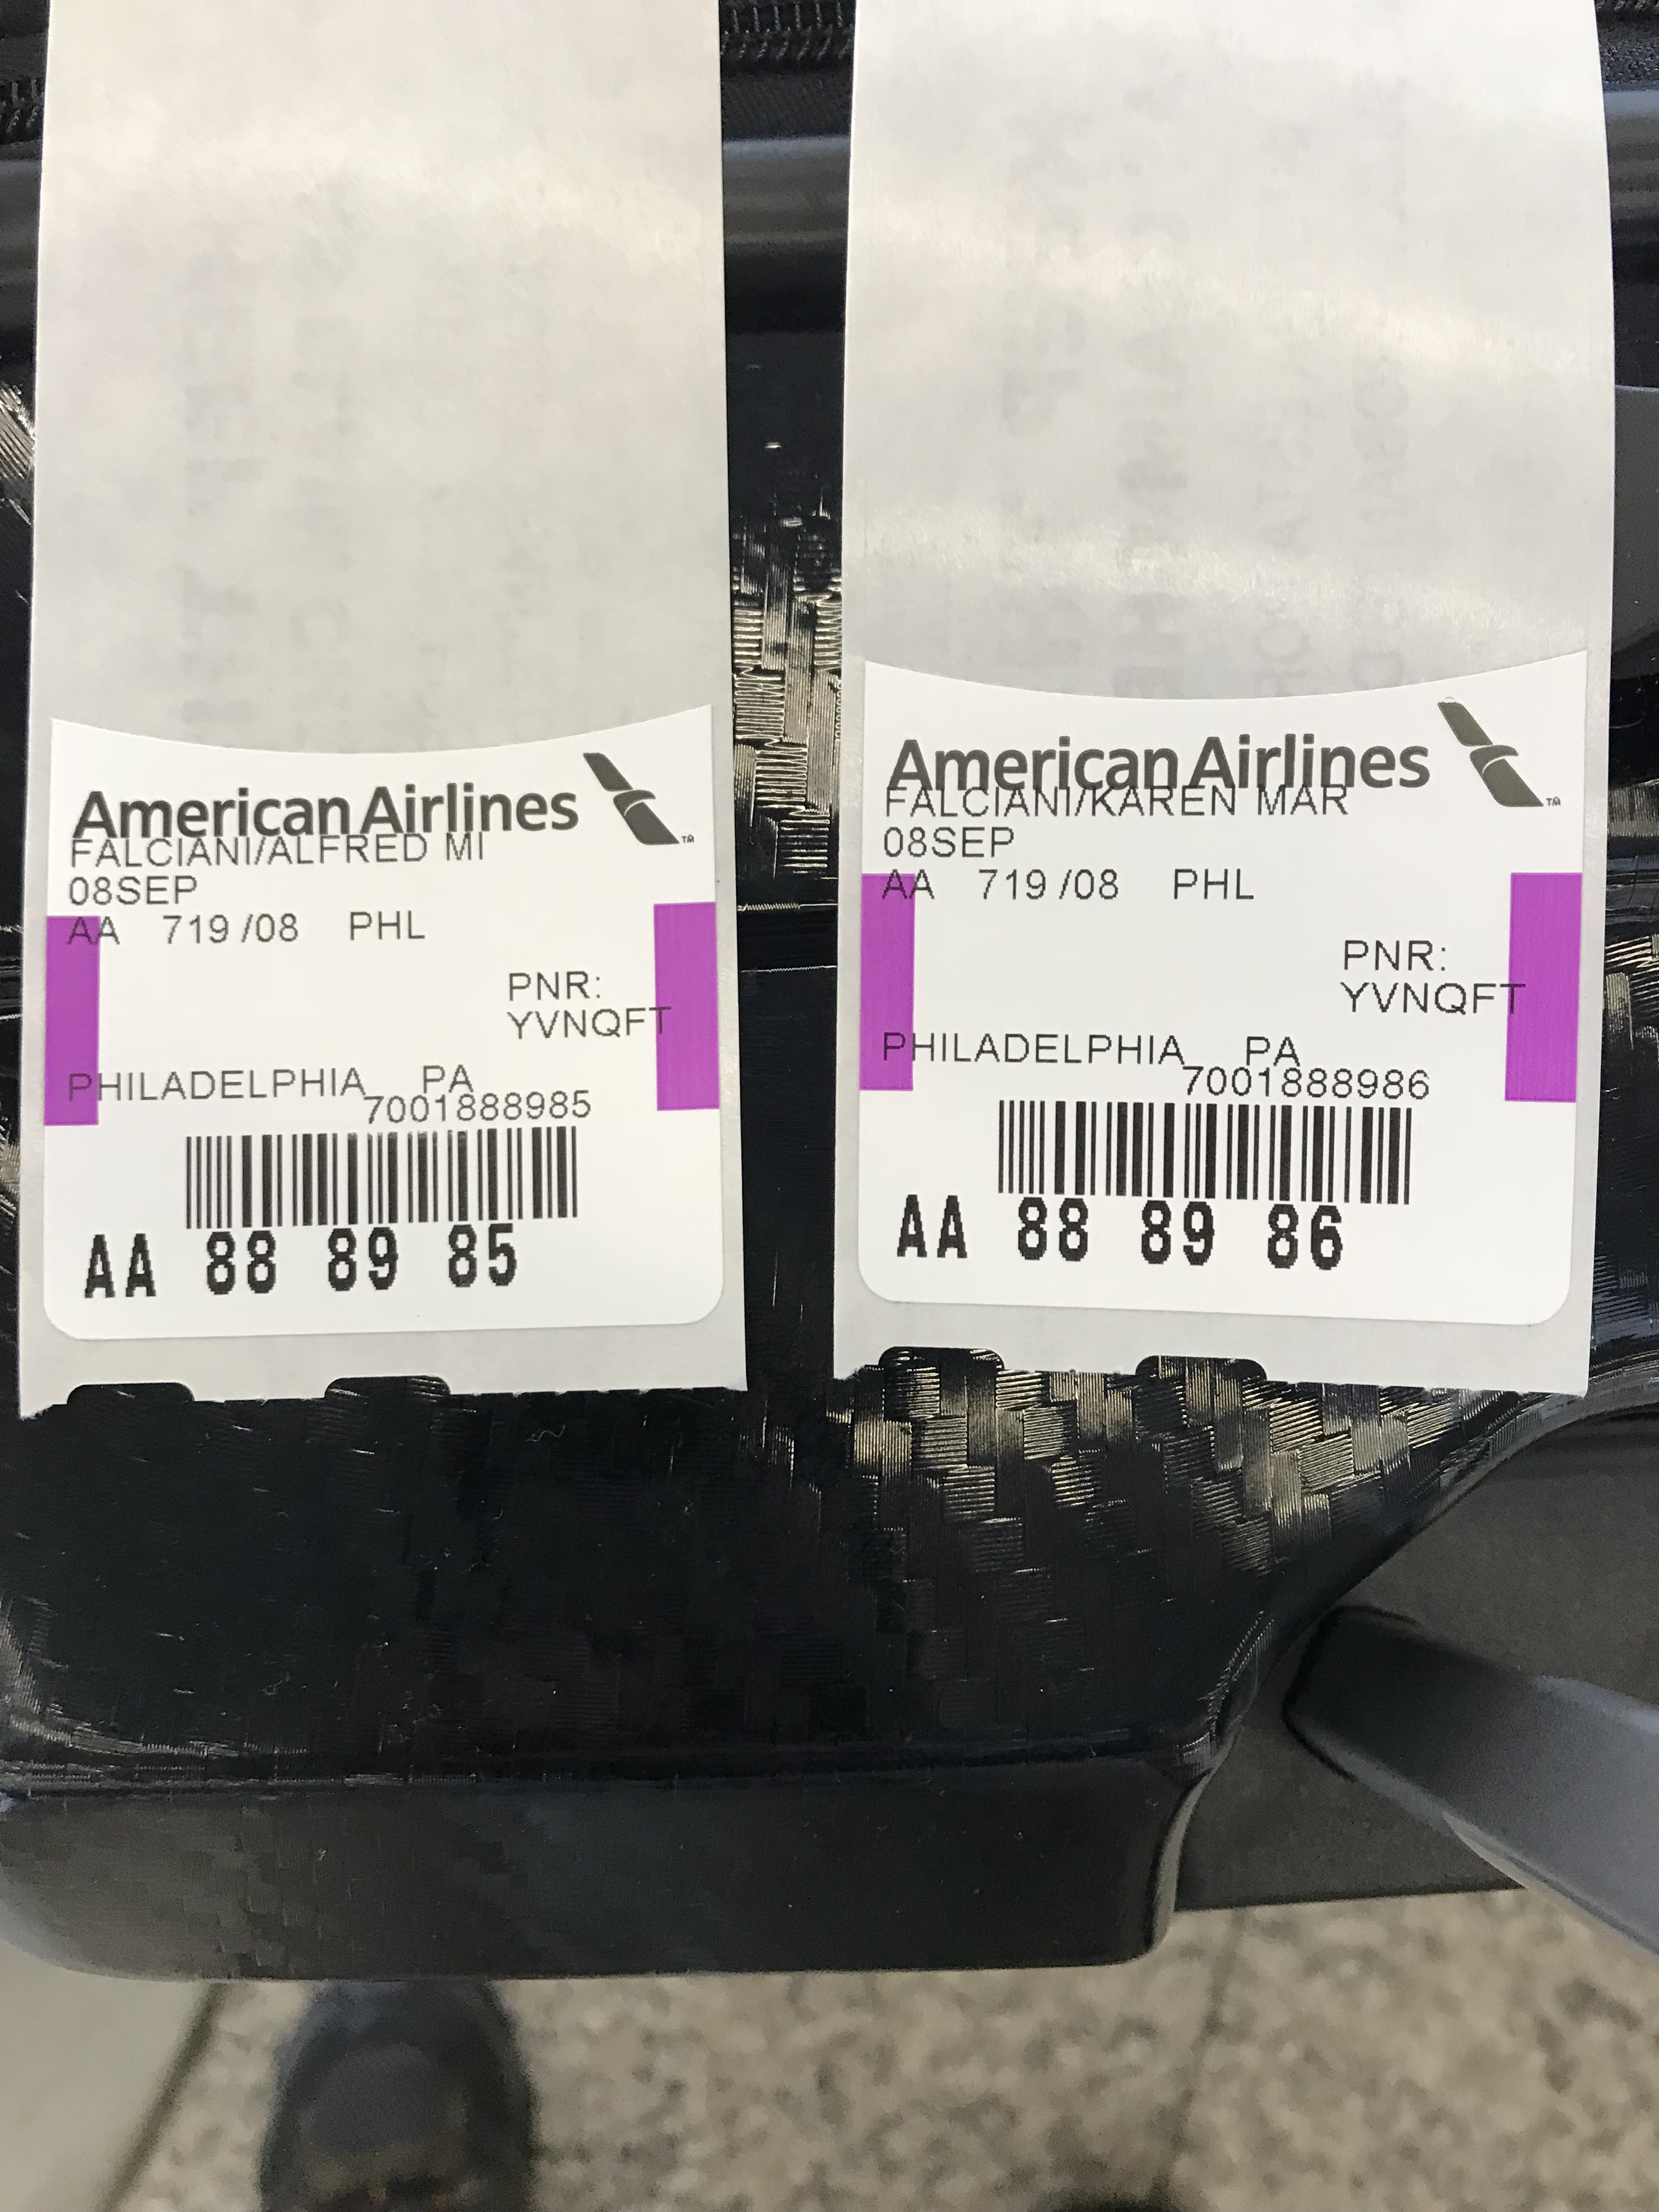 American Airlines
FALCIANI/ALFRED MI
08SEP
AA 719 /08 PHL
PNR:
YVNQFT
PHILADELPHIA PA
7001888985
AA 88 89 85
American Airlines
FALCIANI/KAREN MAR
08SEP
AA 719 /08 PHL
PNR:
YVNQFT
PHILADELPHIA PA
7001888986
AA 88 89 86